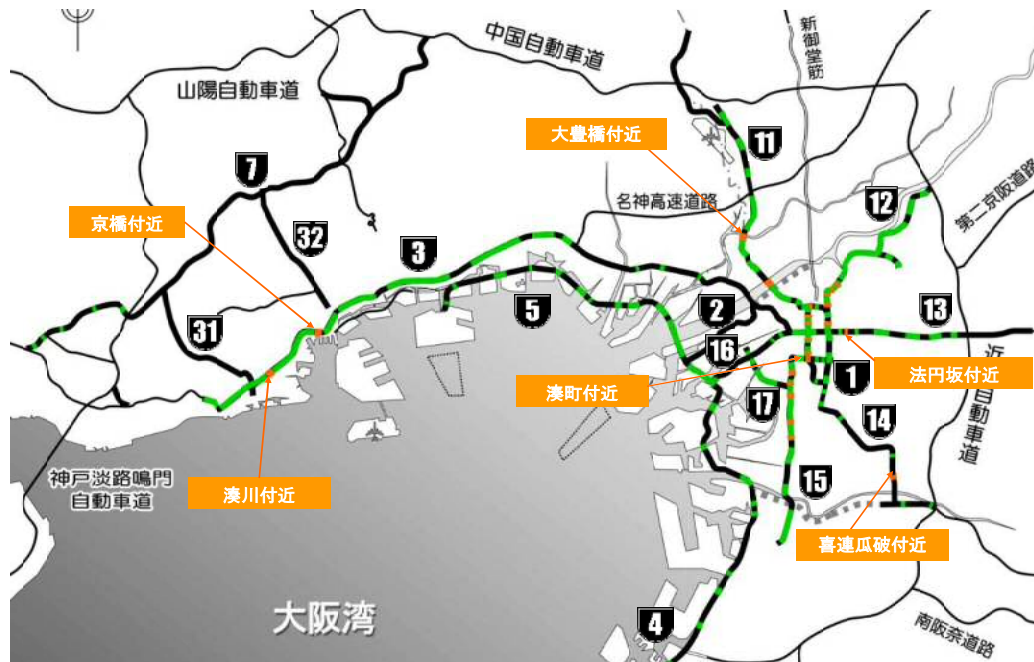 中国自動車道
新御堂筋
山陽自動車道
大豊橋付近
11
7
名神高速道路
12
第二京阪道路
京橋付近
32
3
5
2
13
31
16
湊町付近
1
法円坂付近
近
自動車道
17
14
神戸淡路鳴門
自動車道
湊川付近
15
喜連瓜破付近
大阪湾
4
南阪奈道路